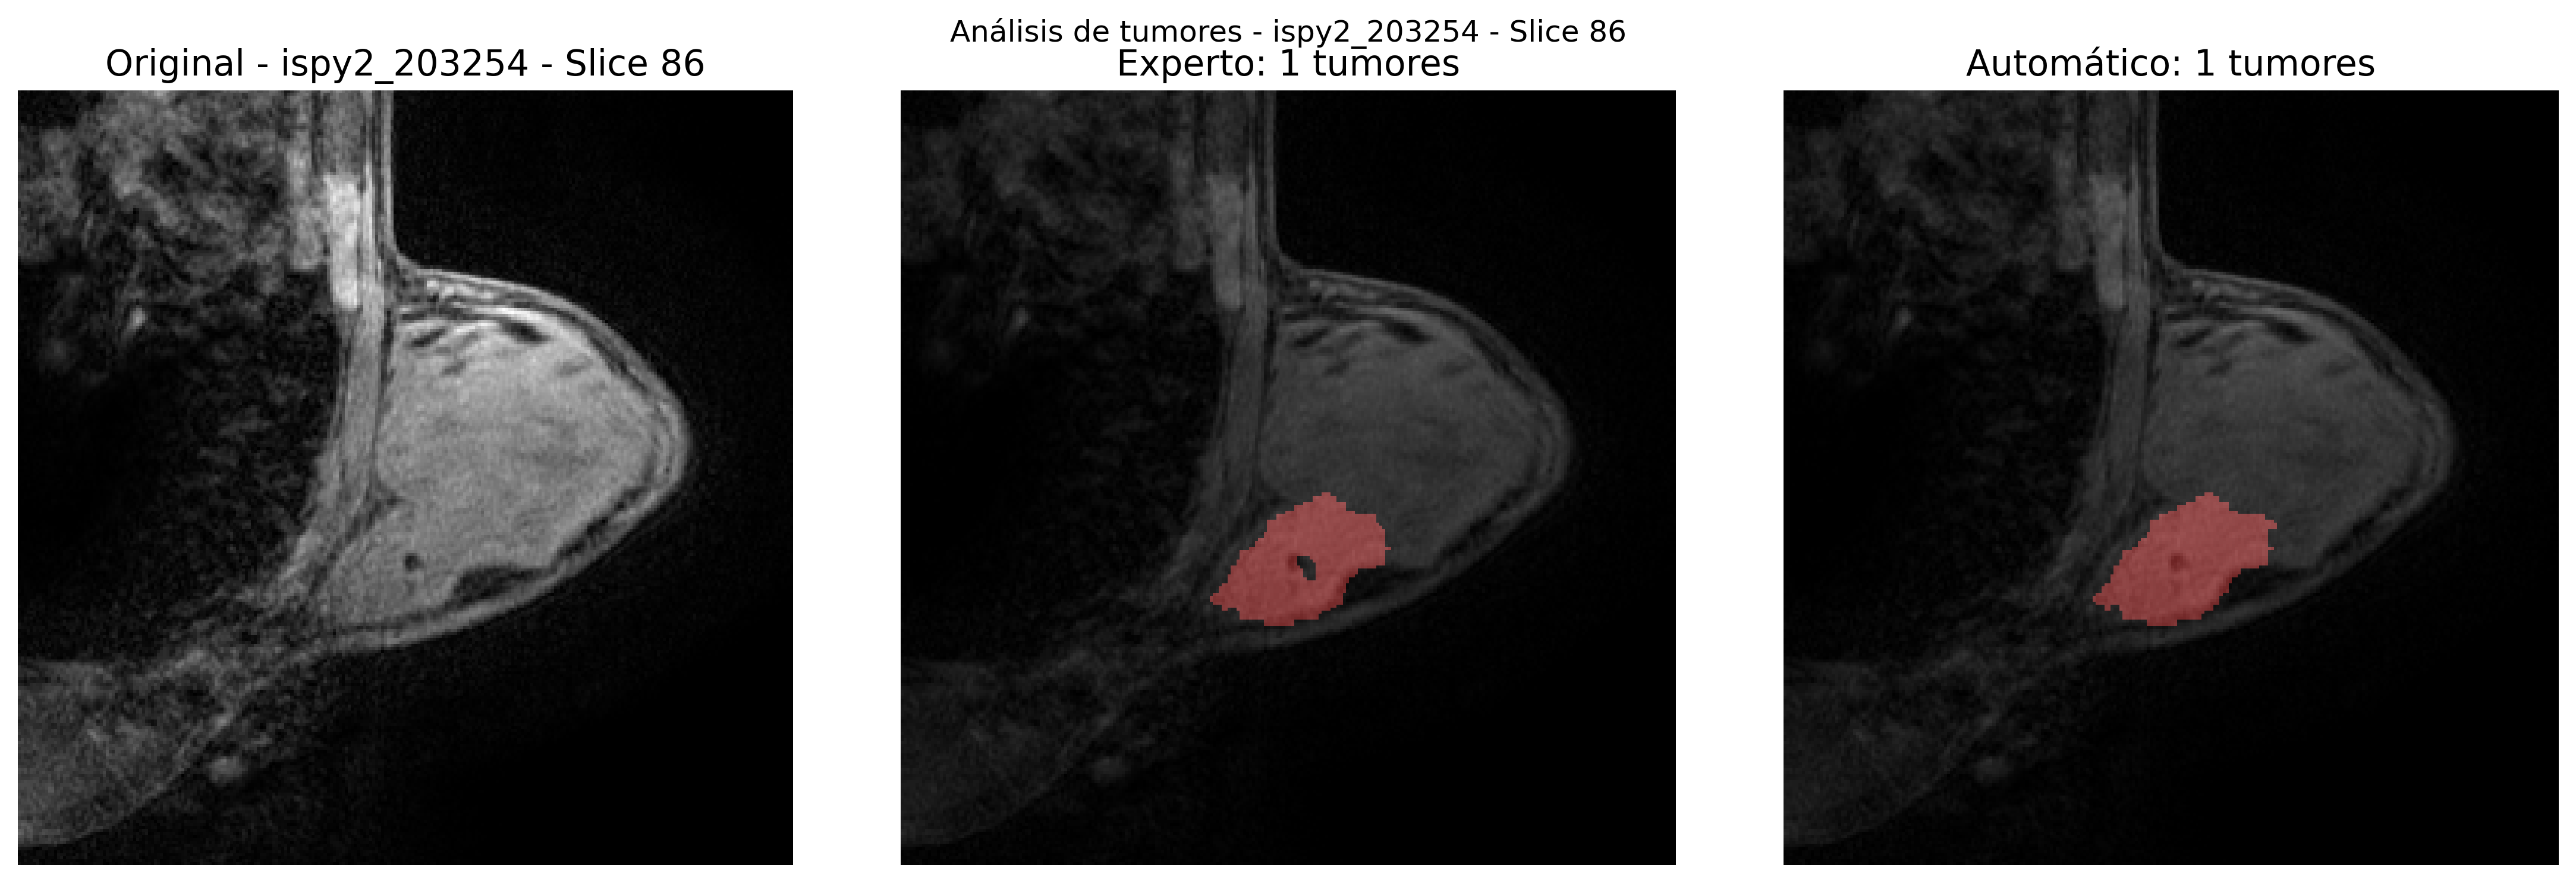 Análisis de tumores - ispy2_203254 - Slice 86
Original - ispy2_203254 - Slice 86
Experto: 1 tumores
Automático: 1 tumores